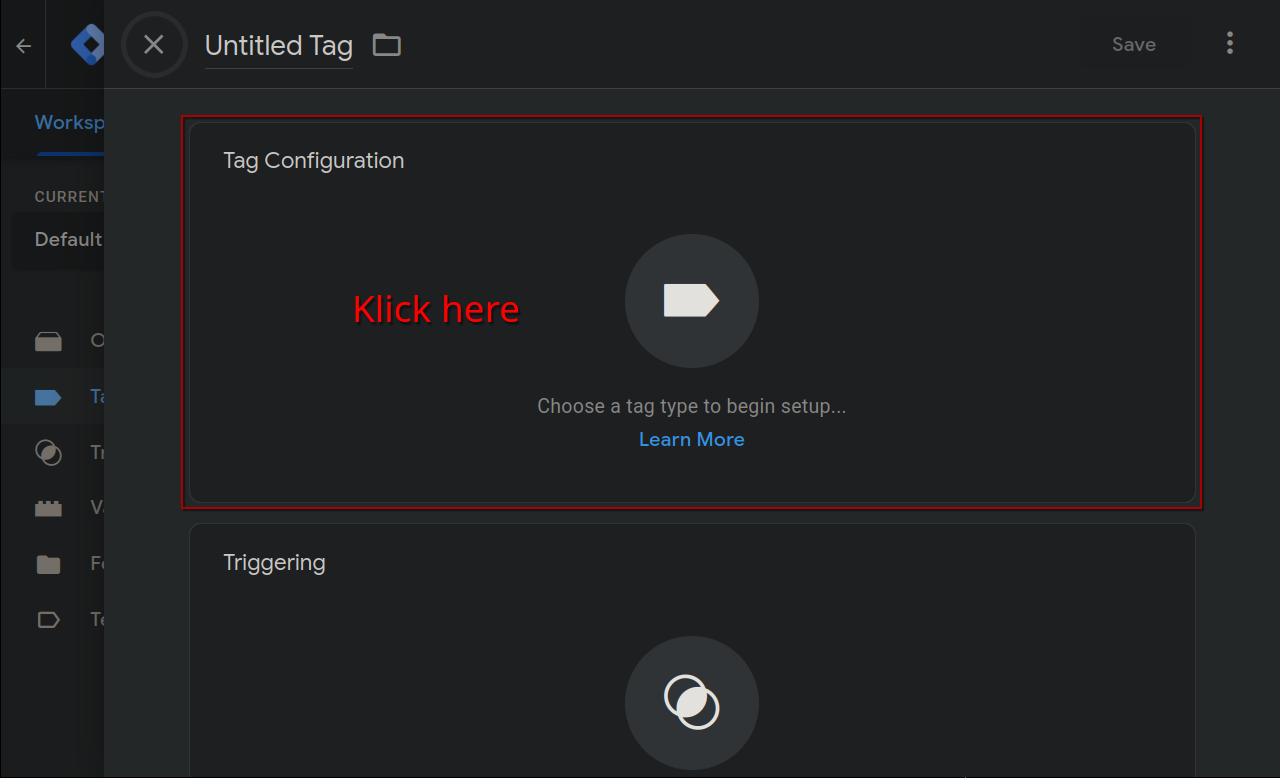 Untitled Tag
Save
Worksp
CURRENT
Default
Tag Configuration
Klick here
Choose a tag type to begin setup...
Learn More
O
Ta
Tr
Va
Fo
Te
Triggering